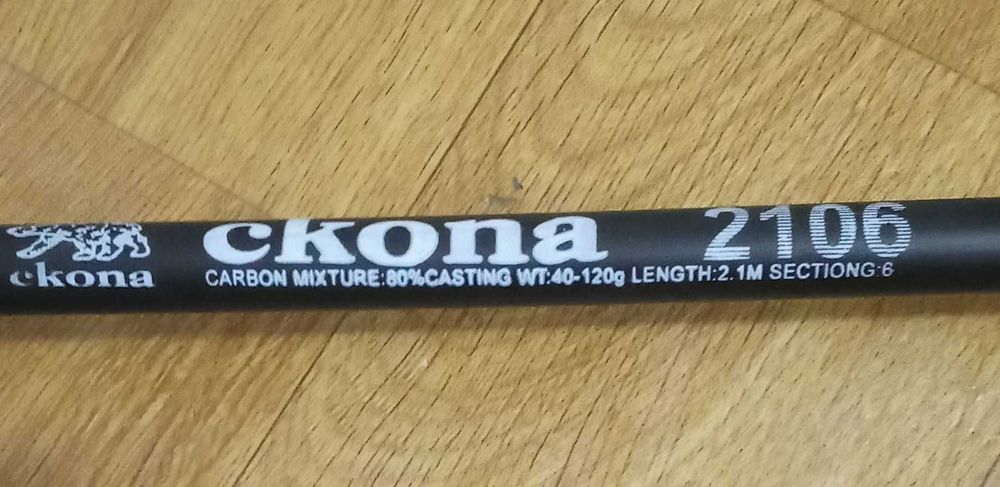 ckona
ckona 2106
CARBON MIXTURE:80%CASTING WT:40-120g LENGTH:2.1M SECTIONG:6